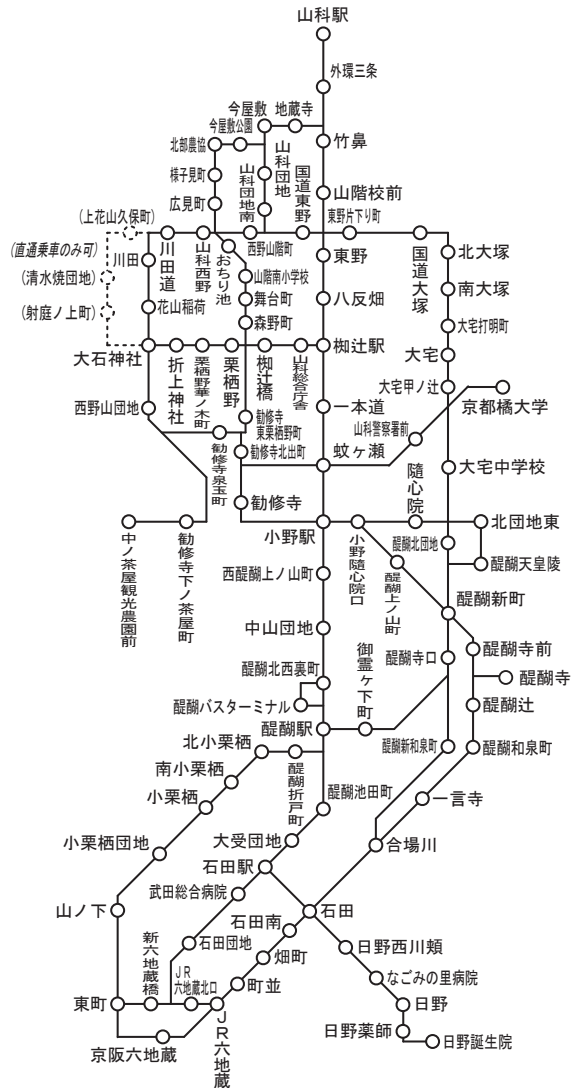 山科駅
外環三条
今屋敷
地蔵寺
今屋敷公園
北部農協
竹鼻
様子見町
山科団地
山科団地南
国道東野
山階校前
広見町
東野片下り町
(上花山久保町)
(直通乗車のみ可)
川田
川田道
山科西野
おちり池
西野山階町
東野
国道大塚
北大塚
(清水焼団地)
山階南小学校
南大塚
舞台町
八反畑
花山稲荷
(射庭ノ上町)
森野町
大宅打明町
大石神社
折上神社
栗栖野華ノ木町
栗栖野
椥辻橋
山科総合庁舎
椥辻駅
大宅
大宅甲ノ辻
京都橘大学
西野山団地
勧修寺
東栗栖野町
一本道
山科警察署前
勧修寺泉玉町
勧修寺北出町
蚊ヶ瀬
大宅中学校
随心院
勧修寺
中ノ茶屋観光農園前
勧修寺下ノ茶屋町
小野駅
小野随心院口
北団地東
醍醐北団地
醍醐天皇陵
西醍醐上ノ山町
醍醐上ノ山町
醍醐新町
中山団地
御霊ヶ下町
醍醐寺前
醍醐寺口
醍醐寺
醍醐北西裏町
醍醐バスターミナル
醍醐辻
醍醐駅
醍醐新和泉町
醍醐和泉町
北小栗栖
醍醐折戸町
南小栗栖
小栗栖
醍醐池田町
一言寺
小栗栖団地
大受団地
合場川
石田駅
武田総合病院
山ノ下
石田南
石田
新六地蔵橋
石田団地
日野西川頬
畑町
なごみの里病院
JR
六地蔵北口
町並
東町
日野
京阪六地蔵
JR六地蔵
日野薬師
日野誕生院